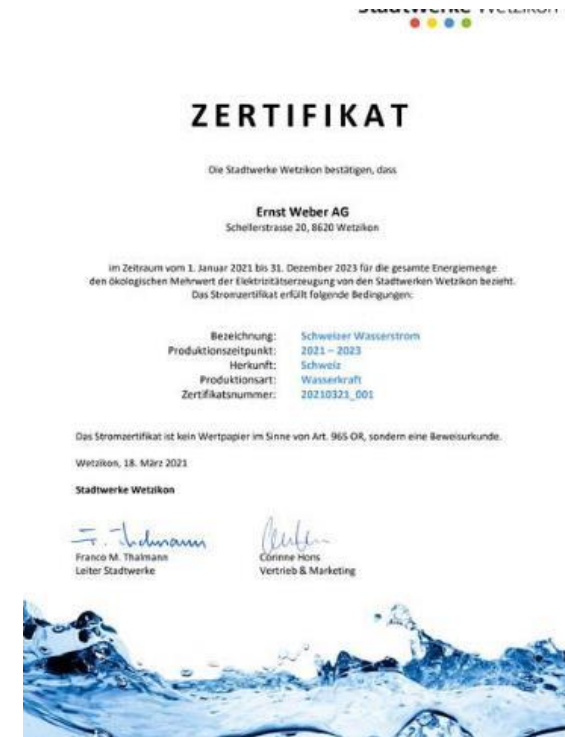 Stadtwerke Wetzikon
ZERTIFIKAT
Die Stadtwerke Wetzikon bestätigen, dass
Ernst Weber AG
Schellerstrasse 20, 8620 Wetzikon
im Zeitraum vom 1. Januar 2021 bis 31. Dezember 2023 für die gesamte Energiemenge
den ökologischen Mehrwert der Elektrizitätserzeugung von den Stadtwerken Wetzikon bezieht.
Das Stromzertifikat erfüllt folgende Bedingungen:
Bezeichnung: Schweizer Wasserstrom
Produktionszeitpunkt: 2021 – 2023
Herkunft: Schweiz
Produktionsart: Wasserkraft
Zertifikatsnummer: 20210321_001
Das Stromzertifikat ist kein Wertpapier im Sinne von Art. 965 OR, sondern eine Beweisurkunde.
Wetzikon, 18. März 2021
Stadtwerke Wetzikon
F. Thalmann
Franco M. Thalmann Corinne Hons
Leiter Stadtwerke Vertrieb & Marketing